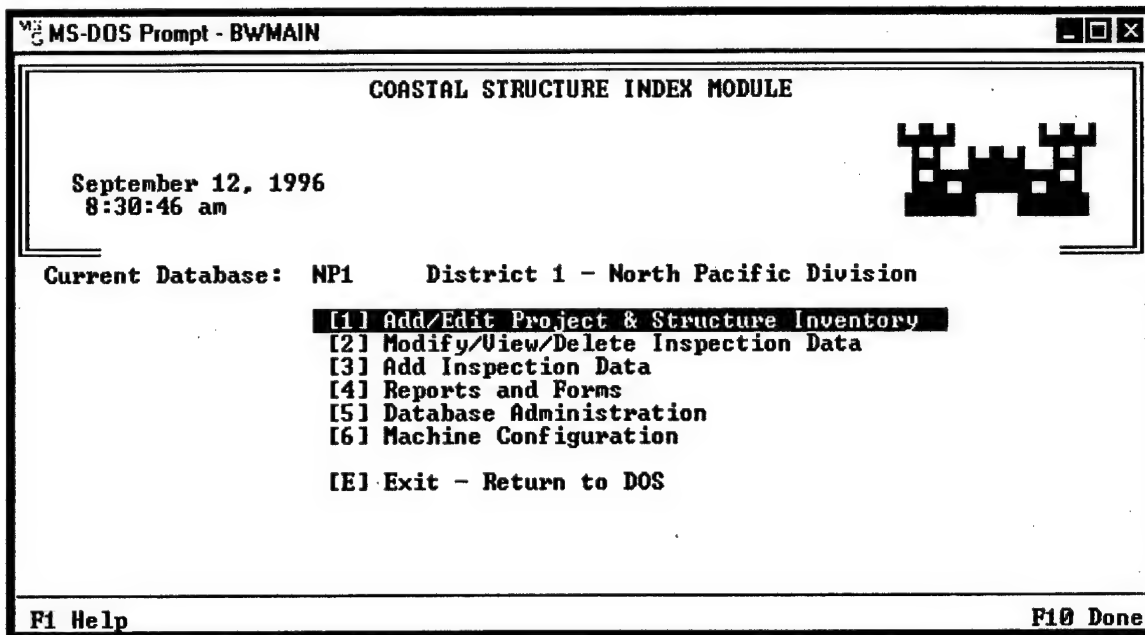 MS-DOS Prompt - BWMAIN
COASTAL STRUCTURE INDEX MODULE
September 12, 1996
8:30:46 am
Current Database: NP1 District 1 - North Pacific Division
[1] Add/Edit Project & Structure Inventory
[2] Modify/View/Delete Inspection Data
[3] Add Inspection Data
[4] Reports and Forms
[5] Database Administration
[6] Machine Configuration
[E] Exit - Return to DOS
F1 Help F10 Done